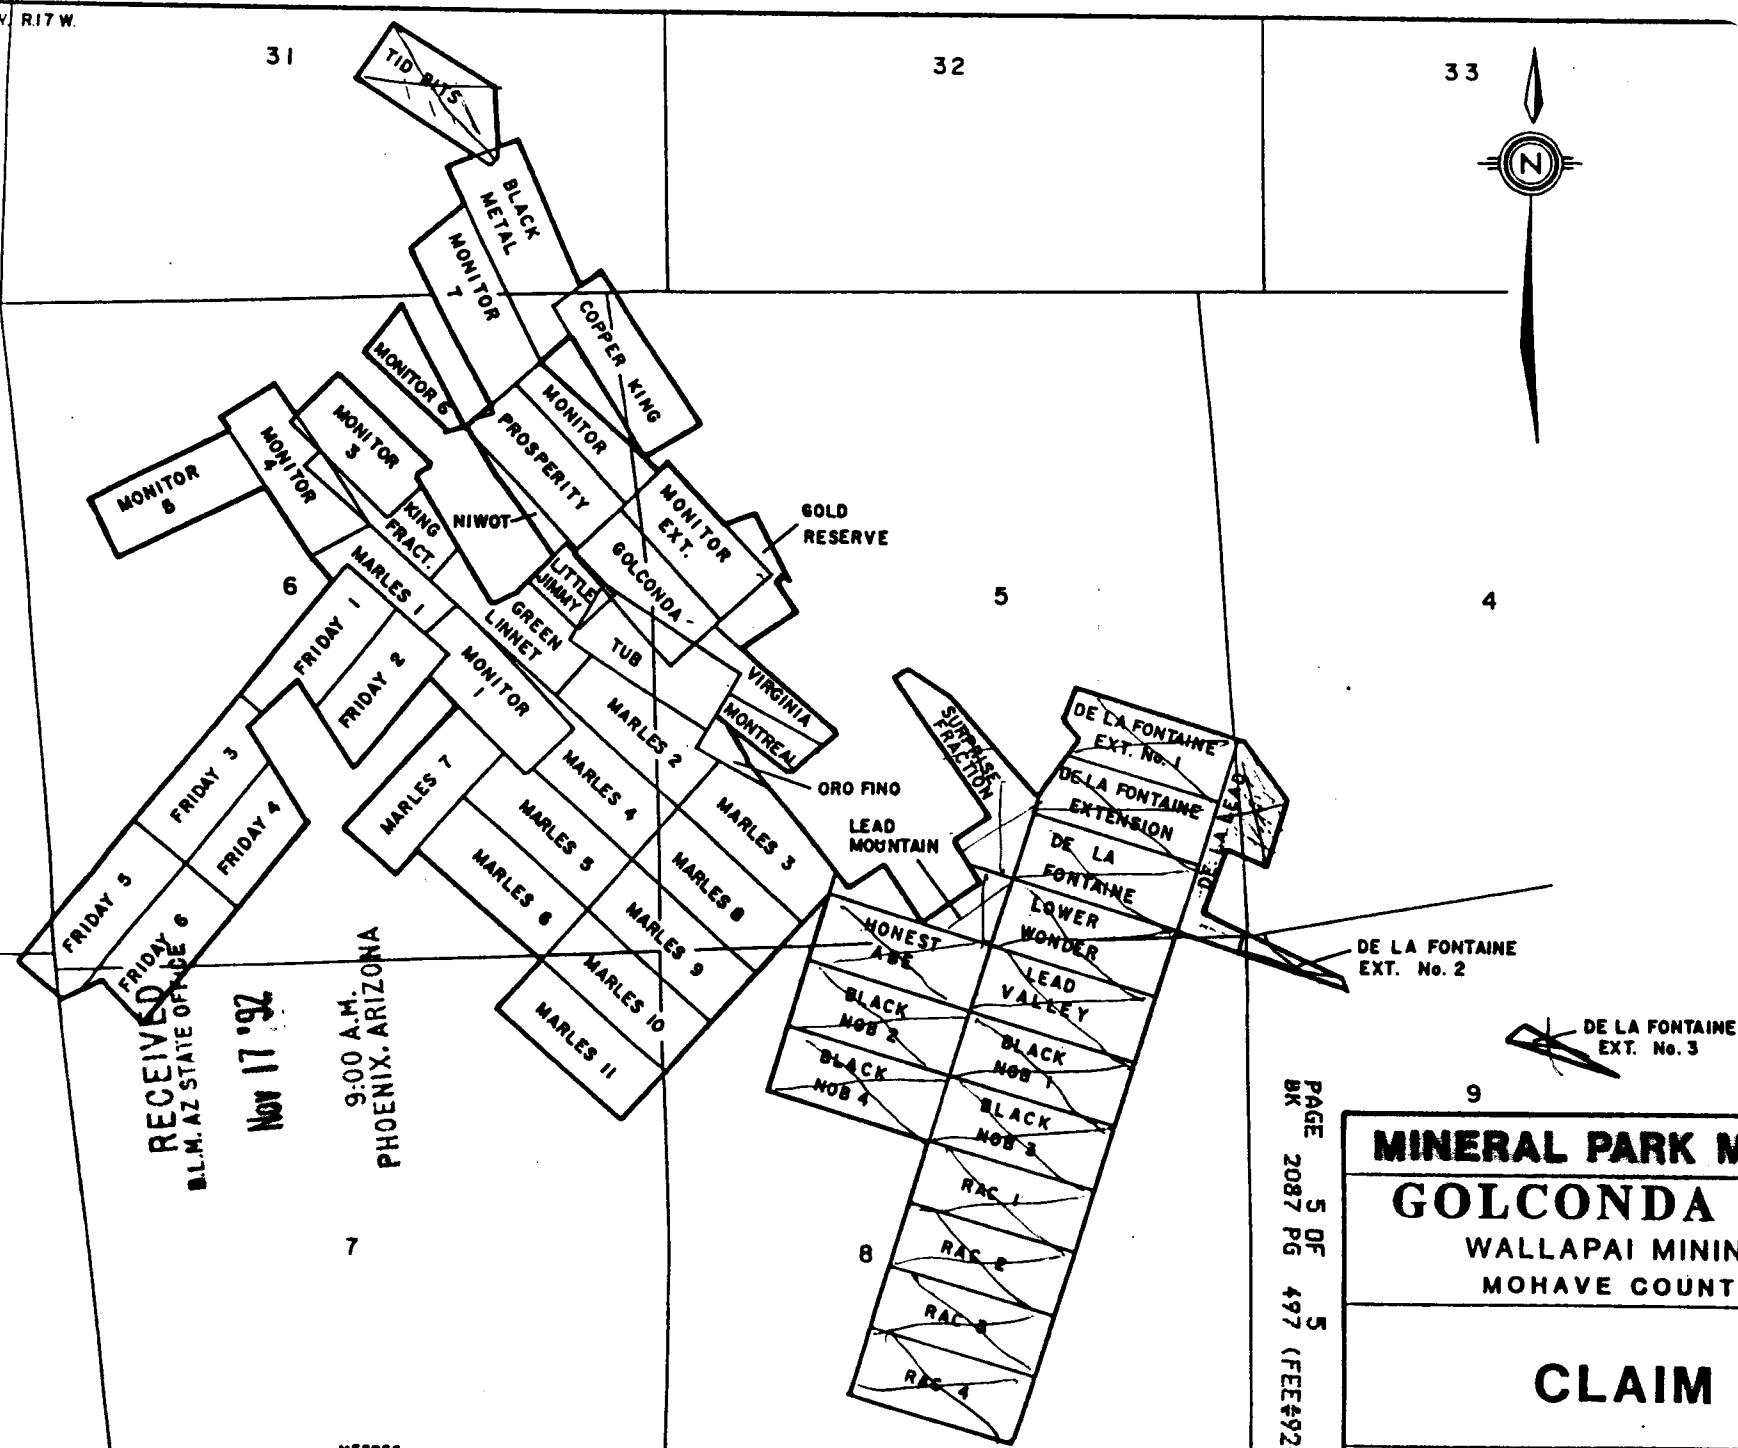 R.17 W.
31
32
33
N
TID BITS
BLACK
METAL
MONITOR
7
COPPER KING
MONITOR 6
MONITOR
PROSPERITY
MONITOR
3
MONITOR
4
MONITOR
5
KING
FRACT.
NIWOT
MONITOR
EXT.
GOLD
RESERVE
GOLCONDA
LITTLE
JIMMY
GREEN
LINNET
MARLES 1
6
5
4
FRIDAY 1
FRIDAY 2
MONITOR
1
TUB
VIRGINIA
MONTREAL
MARLES 2
ORO FINO
SURPRISE
FRACTION
LEAD
MOUNTAIN
DE LA FONTAINE
EXT. No. 1
DE LA FONTAINE
EXTENSION
DE LA
FONTAINE
DE LA LEAD
FRIDAY 3
FRIDAY 4
MARLES 7
MARLES 4
MARLES 3
MARLES 5
MARLES 6
MARLES 8
MARLES 9
MARLES 10
MARLES 11
FRIDAY 5
FRIDAY 6
HONEST
ABE
LOWER
WONDER
LEAD
VALLEY
BLACK
NOB 2
BLACK
NOB 1
BLACK
NOB 4
BLACK
NOB 3
RAC 1
RAC 2
RAC 3
RAC 4
DE LA FONTAINE
EXT. No. 2
DE LA FONTAINE
EXT. No. 3
RECEIVED
B.L.M. AZ STATE OFFICE
Nov 17 '92
9:00 A.M.
PHOENIX, ARIZONA
7
8
9
PAGE 5 OF 5
BK 2087 PG 497 (FEE#92
MINERAL PARK M
GOLCONDA
WALLAPAI MININ
MOHAVE COUNT
CLAIM